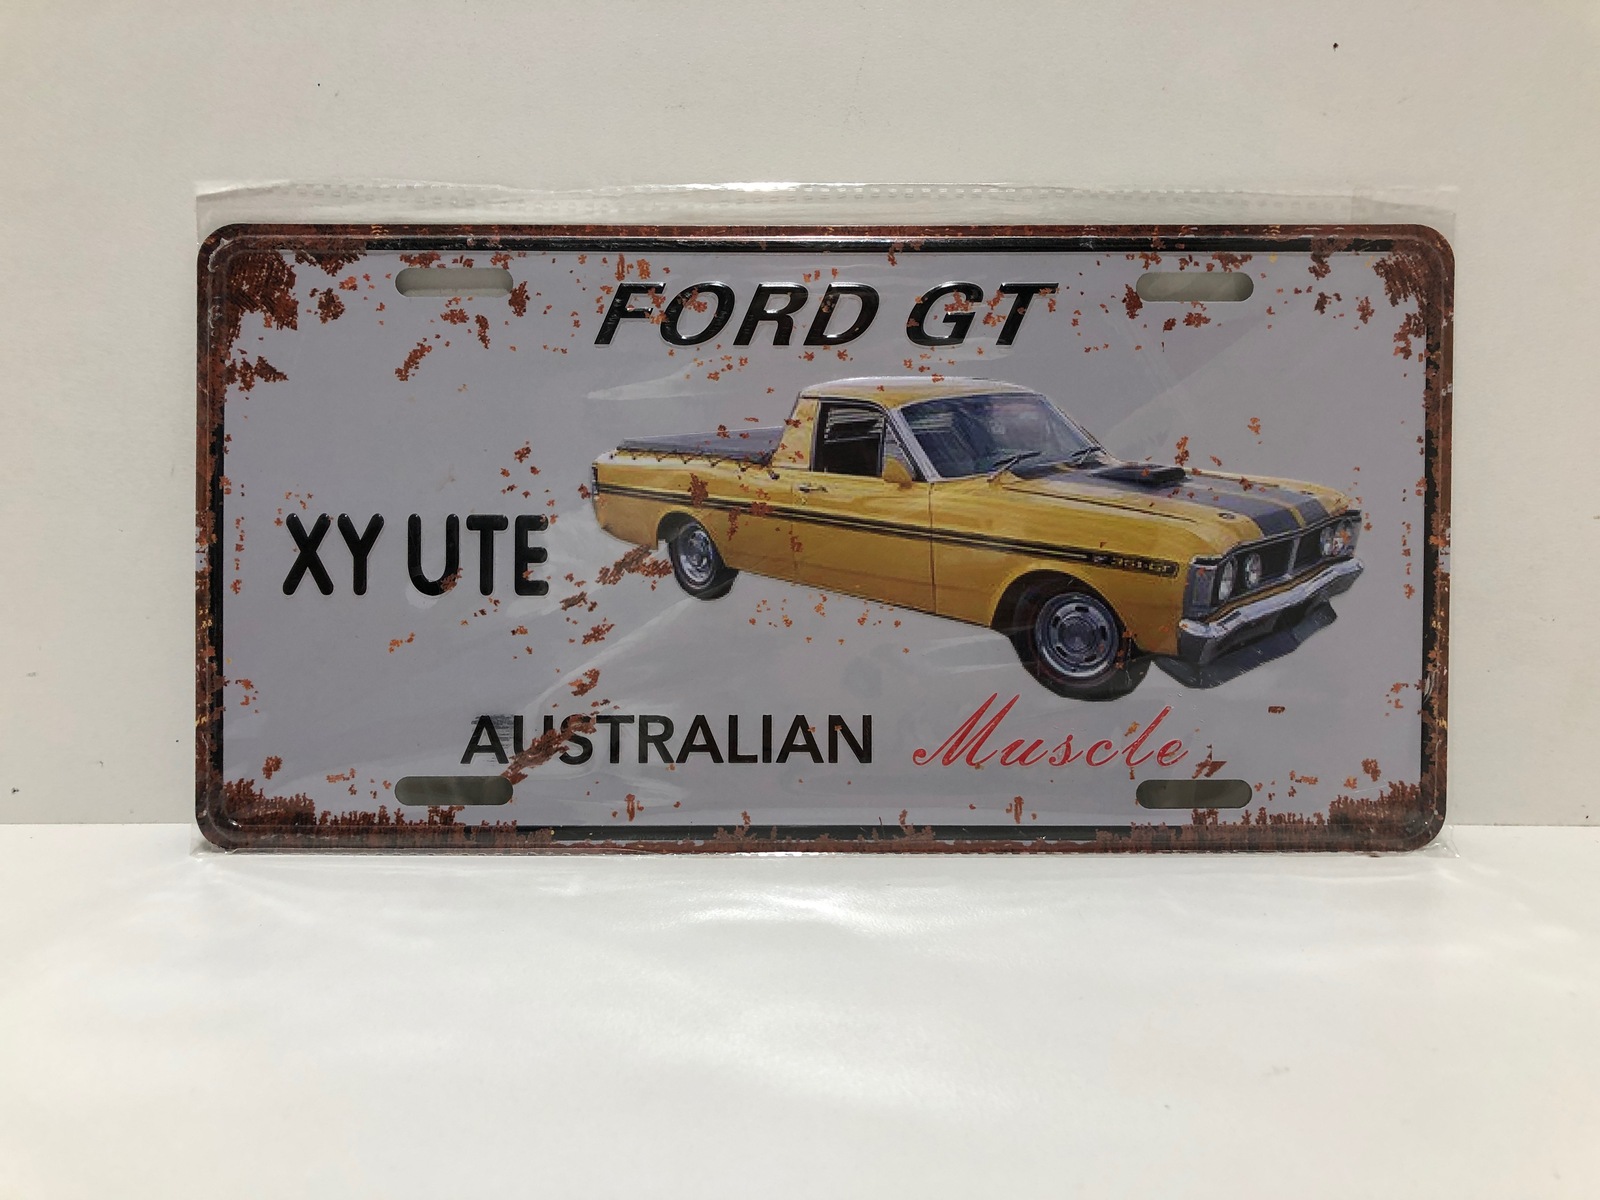 FORD GT
XY UTE
AUSTRALIAN Muscle